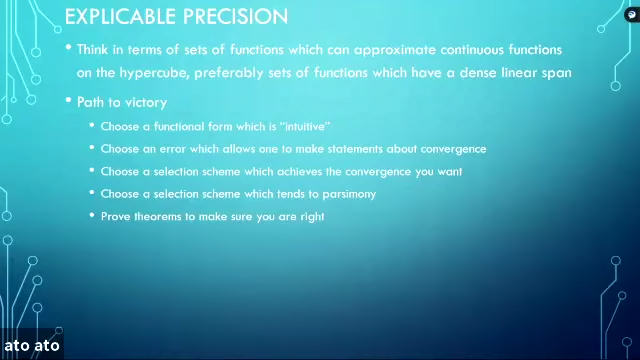 EXPLICABLE PRECISION
• Think in terms of sets of functions which can approximate continuous functions
on the hypercube, preferably sets of functions which have a dense linear span
• Path to victory
• Choose a functional form which is "intuitive"
• Choose an error which allows one to make statements about convergence
• Choose a selection scheme which achieves the convergence you want
• Choose a selection scheme which tends to parsimony
• Prove theorems to make sure you are right
ato ato